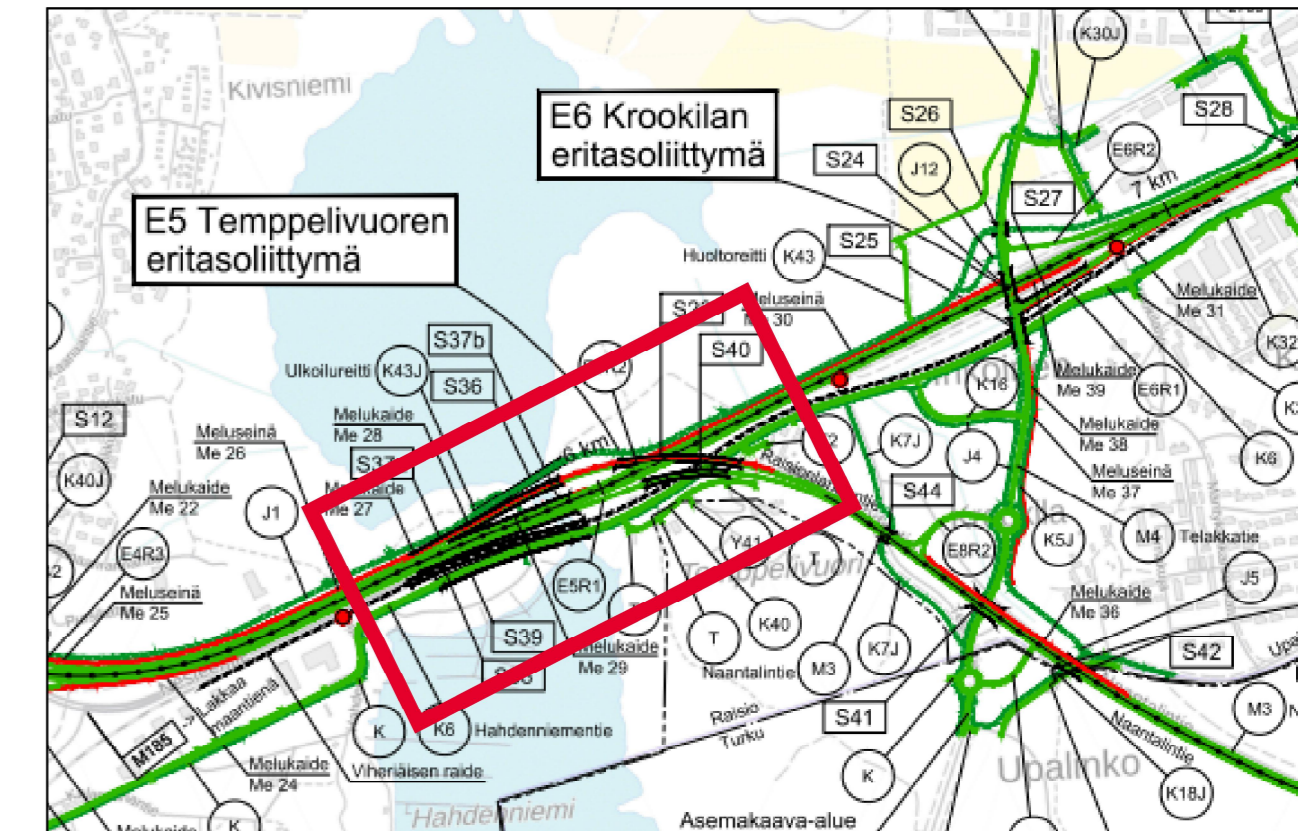 K30J
Kivisniemi
E6 Krookilan
eritasoliittymä
S26
S28
S24
E6R2
J12
7 km
S27
E5 Temppelivuoren
eritasoliittymä
S25
Huoltoreitti
K43
Meluseinä
Me 30
Melukaide
Me 31
S37b
S40
K32
Ulkoilureitti
K43J
S36
Melukaide
Me 39
K16
E6R1
S12
Melukaide
Me 28
Meluseinä
Me 26
6 km
Melukaide
Me 38
K7J
J4
K6
K40J
Melukaide
Me 22
Melukaide
Me 27
Meluseinä
Me 37
S44
J1
Y41
E8R2
K5J
M4
Telakkatie
E4R3
Meluseinä
Me 25
Temppelivuori
E5R1
J5
Melukaide
Me 36
T
K40
S39
Melukaide
Me 29
M3
K7J
S42
Naantalintie
Raisio
Turku
S41
M3
M185
-> Lakkaa
maantienä
K
K6
Hahdenniementie
Naantalintie
Melukaide
Me 24
Viheriäisen raide
Upalinko
K
K18J
Hahdenniemi
Asemakaava-alue
Melukaide
K